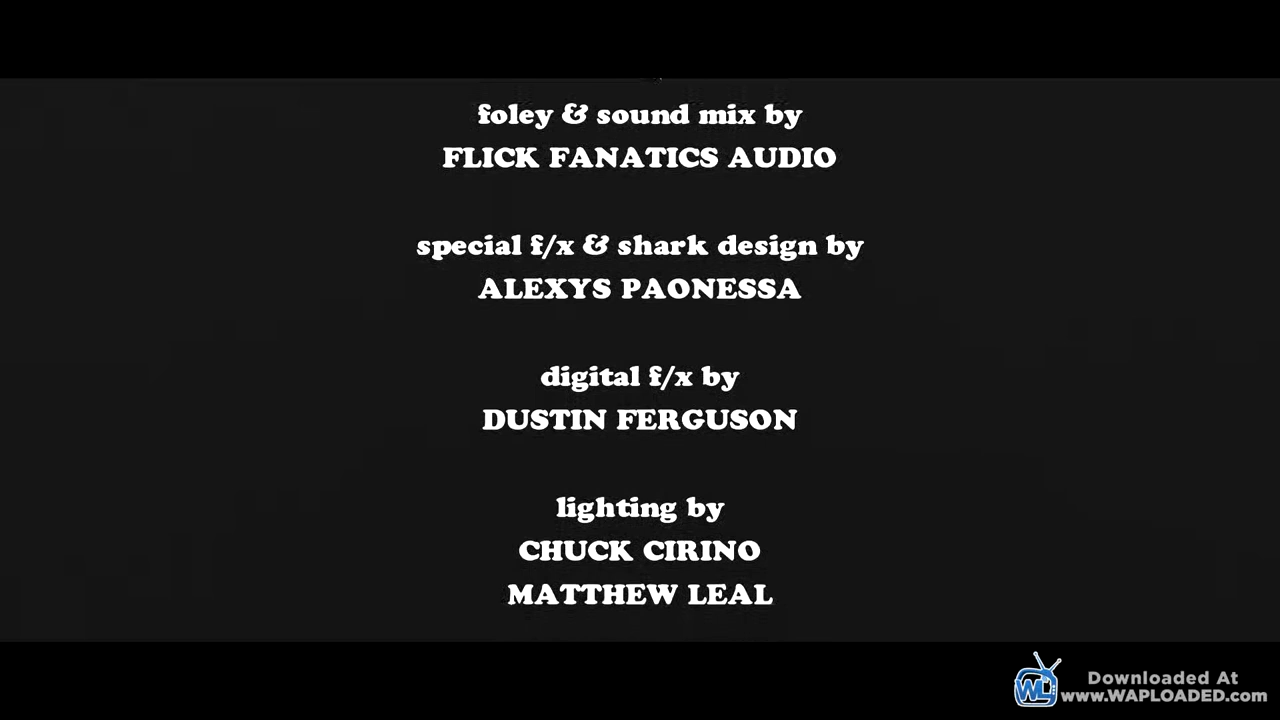 foley & sound mix by
FLICK FANATICS AUDIO
special f/x & shark design by
ALEXYS PAONESSA
digital f/x by
DUSTIN FERGUSON
lighting by
CHUCK CIRINO
MATTHEW LEAL
WL
Downloaded At
www.WAPLOADED.com